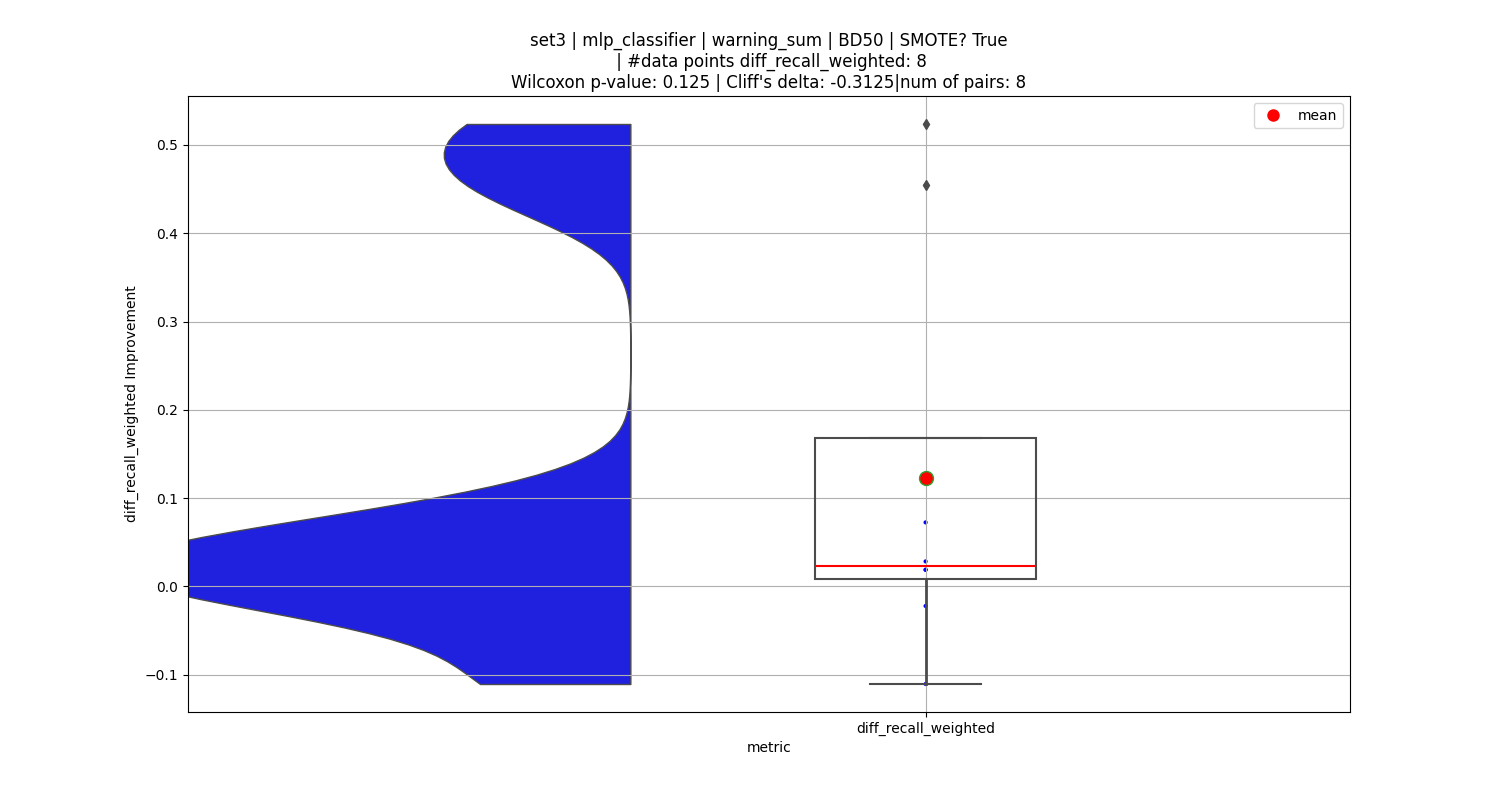 set3 | mlp_classifier | warning_sum | BD50 | SMOTE? True
| #data points diff_recall_weighted: 8
Wilcoxon p-value: 0.125 | Cliff's delta: -0.3125|num of pairs: 8
mean
diff_recall_weighted Improvement
0.5
0.4
0.3
0.2
0.1
0.0
−0.1
diff_recall_weighted
metric